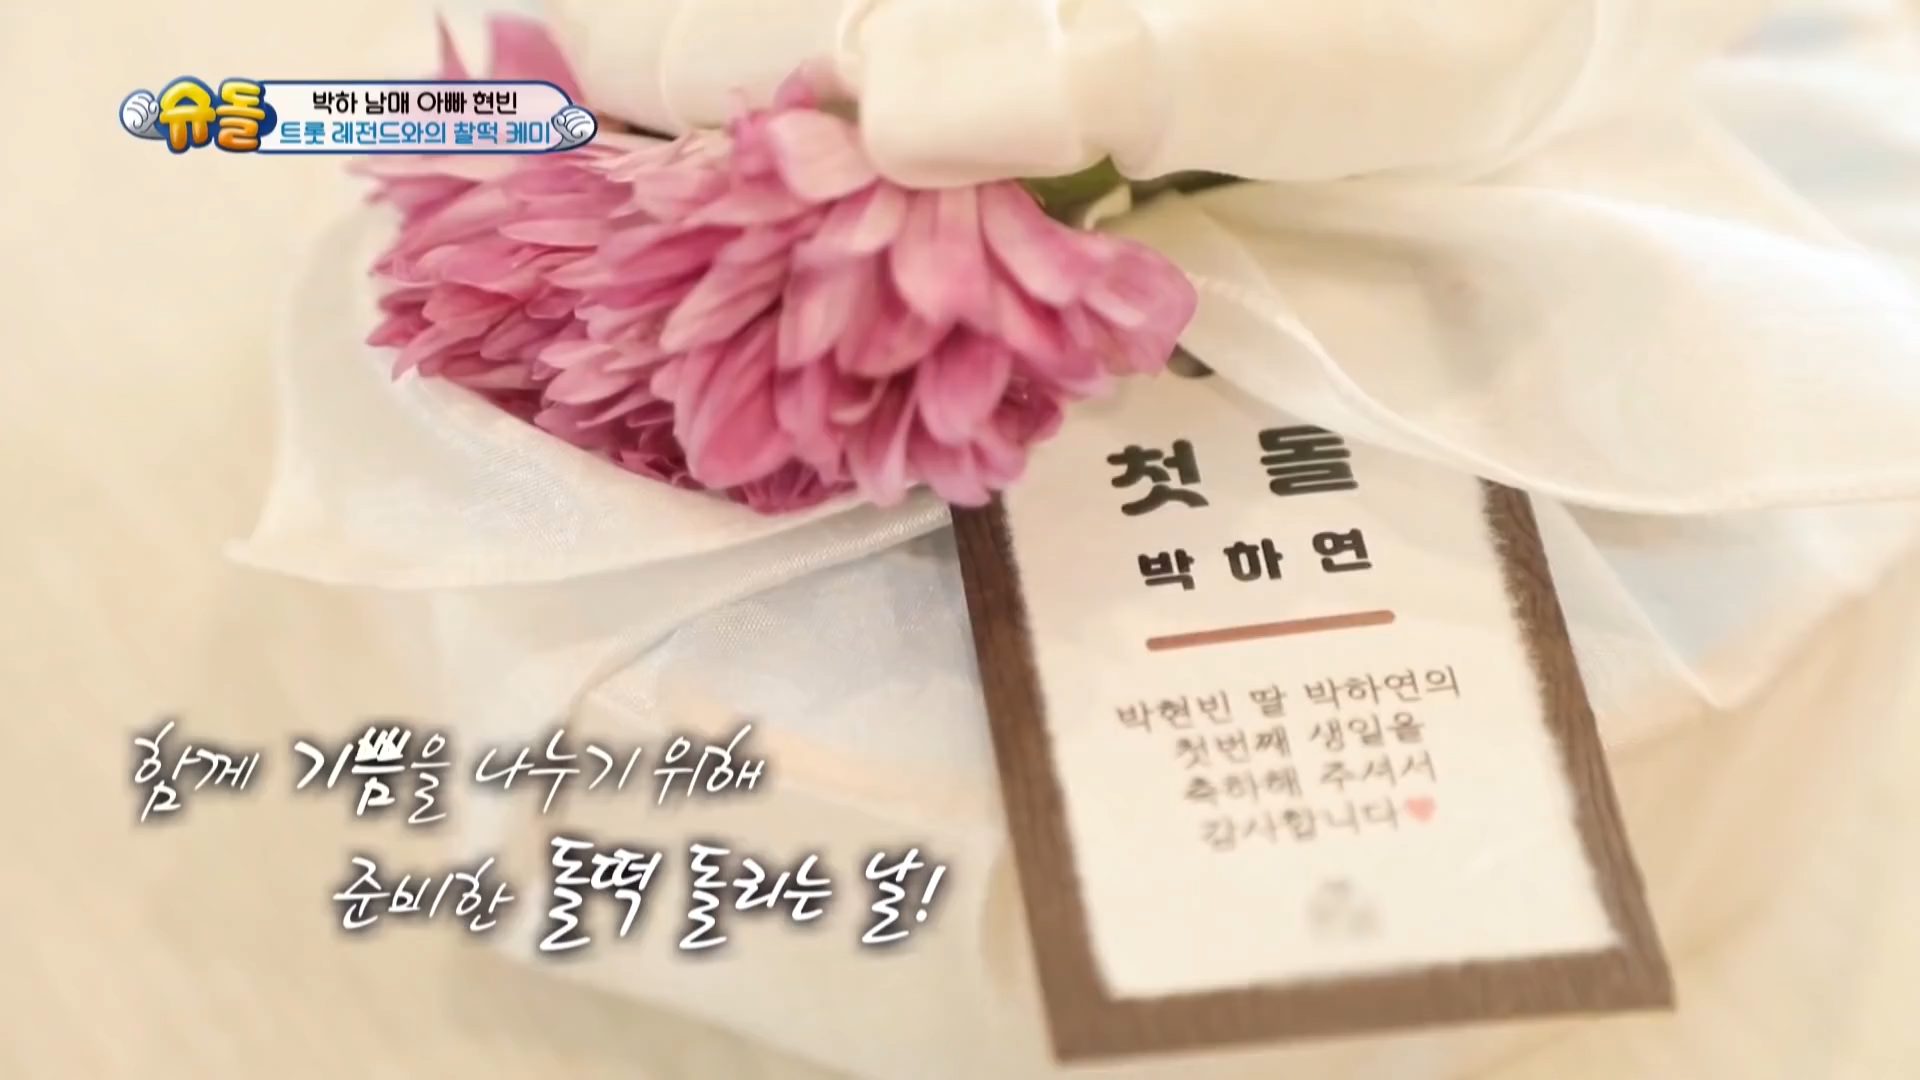 슈돌
박하 남매 아빠 현빈
트롯 레전드와의 찰떡 케미
첫 돌
박 하 연
박현빈 딸 박하연의
첫번째 생일을
축하해 주셔서
감사합니다♥
함께 기쁨을 나누기 위해
준비한 돌떡 돌리는 날!